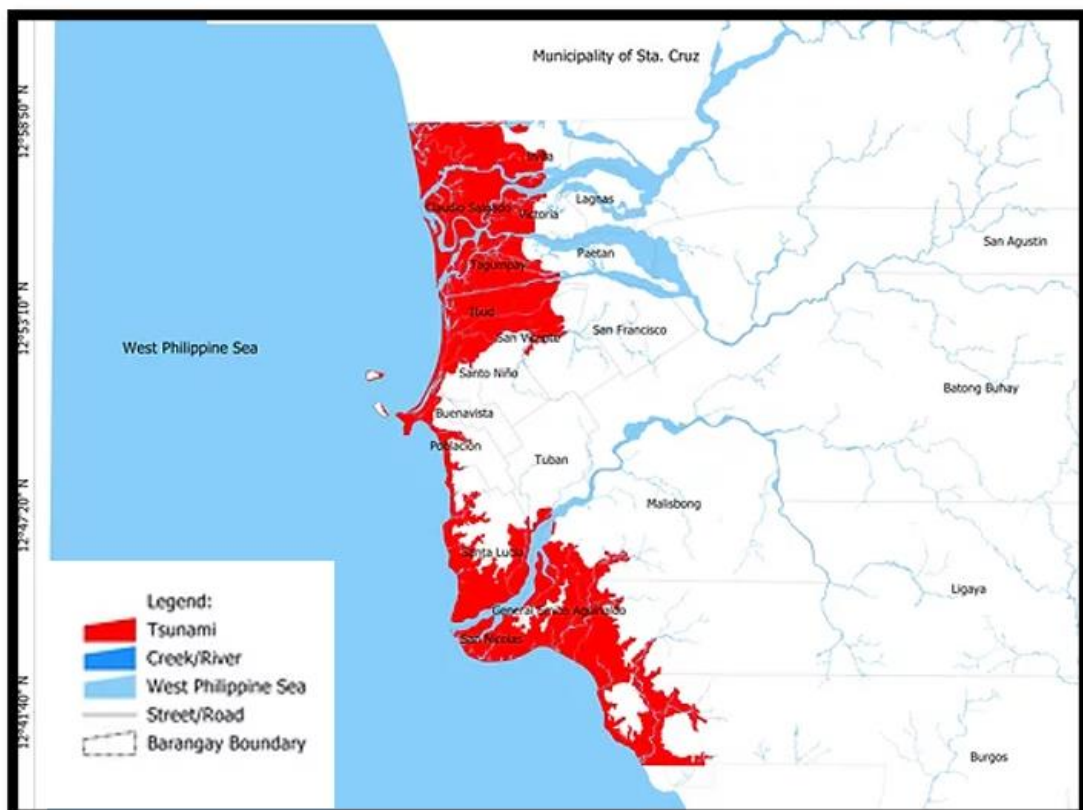 Municipality of Sta. Cruz
12°58'50" N
Lagnas
Claudio Salgado
Victoria
San Agustin
Paetan
Tagumpay
12°53'10" N
Ibud
San Francisco
San Vicente
West Philippine Sea
Santo Niño
Batong Buhay
Buenavista
Población
Tuban
12°47'20" N
Malisbong
Santa Lucia
Ligaya
General Emilio Aguinaldo
San Nicolas
12°41'40" N
Burgos
Legend:
Tsunami
Creek/River
West Philippine Sea
Street/Road
Barangay Boundary